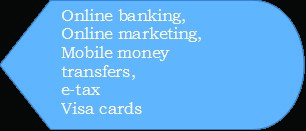 Online banking,
Online marketing,
Mobile money
transfers,
e-tax
Visa cards